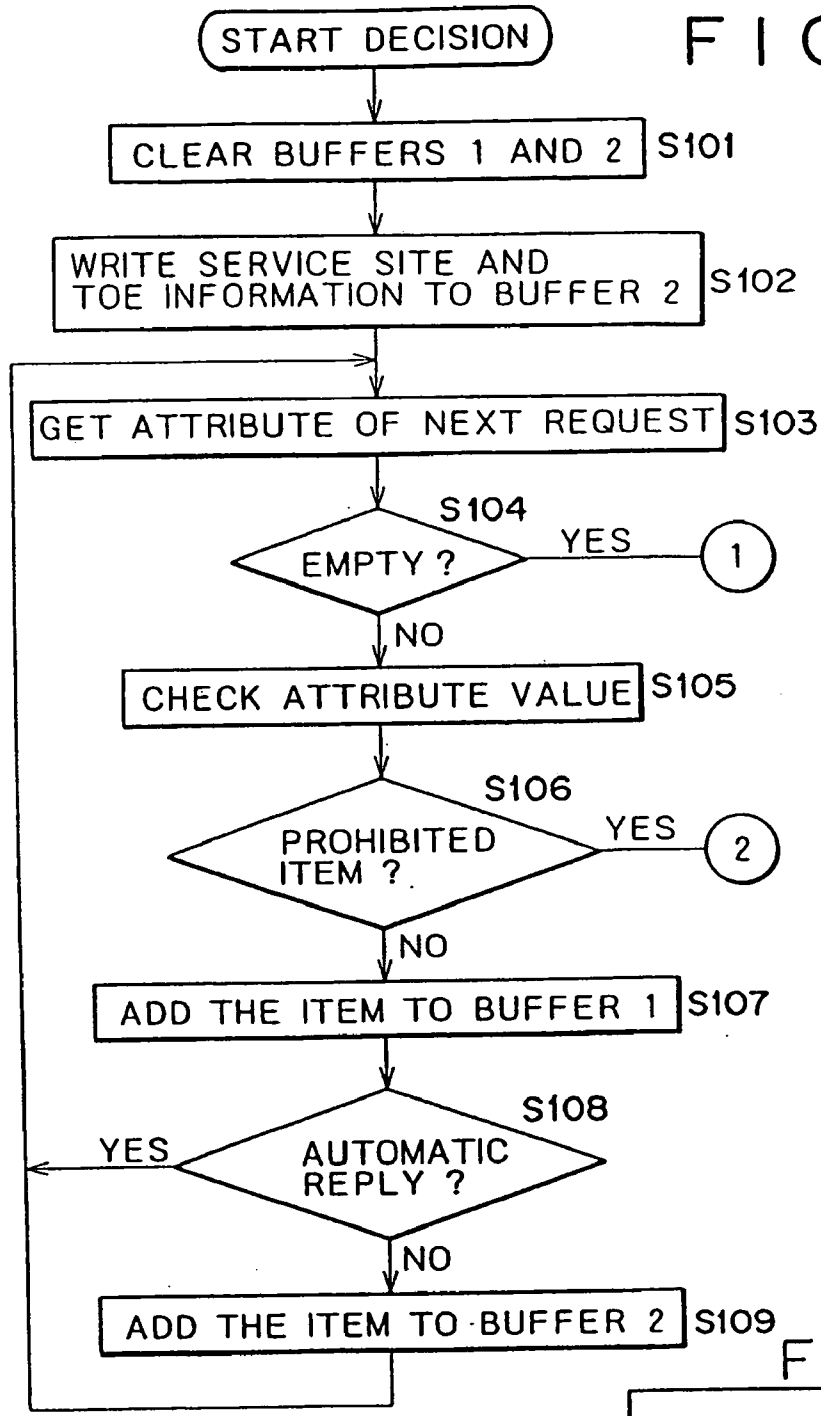 START DECISION
FIG
CLEAR BUFFERS 1 AND 2
S101
WRITE SERVICE SITE AND
TOE INFORMATION TO BUFFER 2
S102
GET ATTRIBUTE OF NEXT REQUEST
S103
S104
EMPTY ?
YES
1
NO
CHECK ATTRIBUTE VALUE
S105
S106
PROHIBITED
ITEM ?
YES
2
NO
ADD THE ITEM TO BUFFER 1
S107
S108
YES
AUTOMATIC
REPLY ?
NO
ADD THE ITEM TO BUFFER 2
S109
F